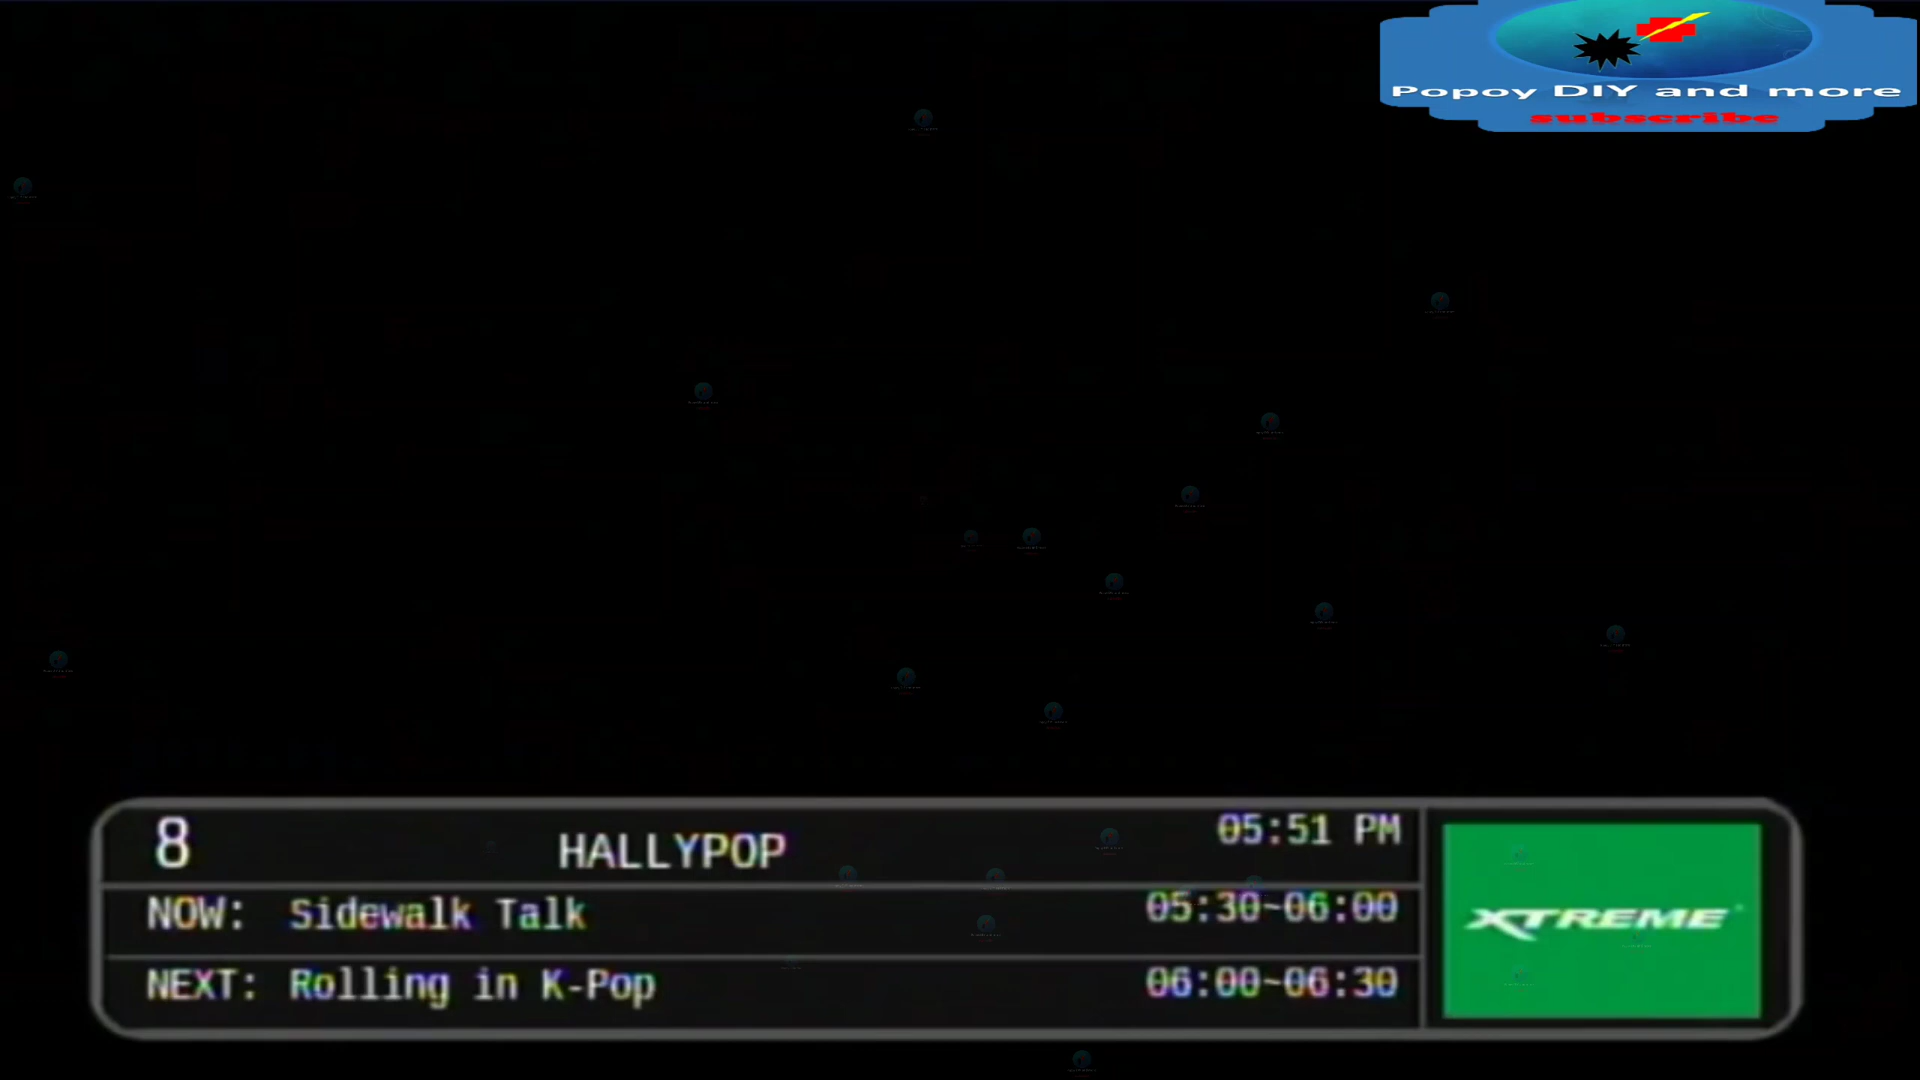 Popoy DIY and more
subscribe
8 HALLYPOP 05:51 PM
NOW: Sidewalk Talk 05:30~06:00
NEXT: Rolling in K-Pop 06:00~06:30
XTREME